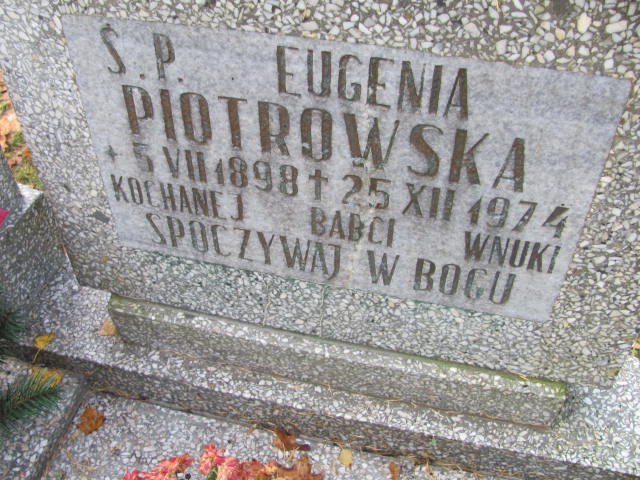 Ś.P. EUGENIA
PIOTROWSKA
* 5 VII 1898 † 25 XII 1974
KOCHANEJ BABCI WNUKI
SPOCZYWAJ W BOGU